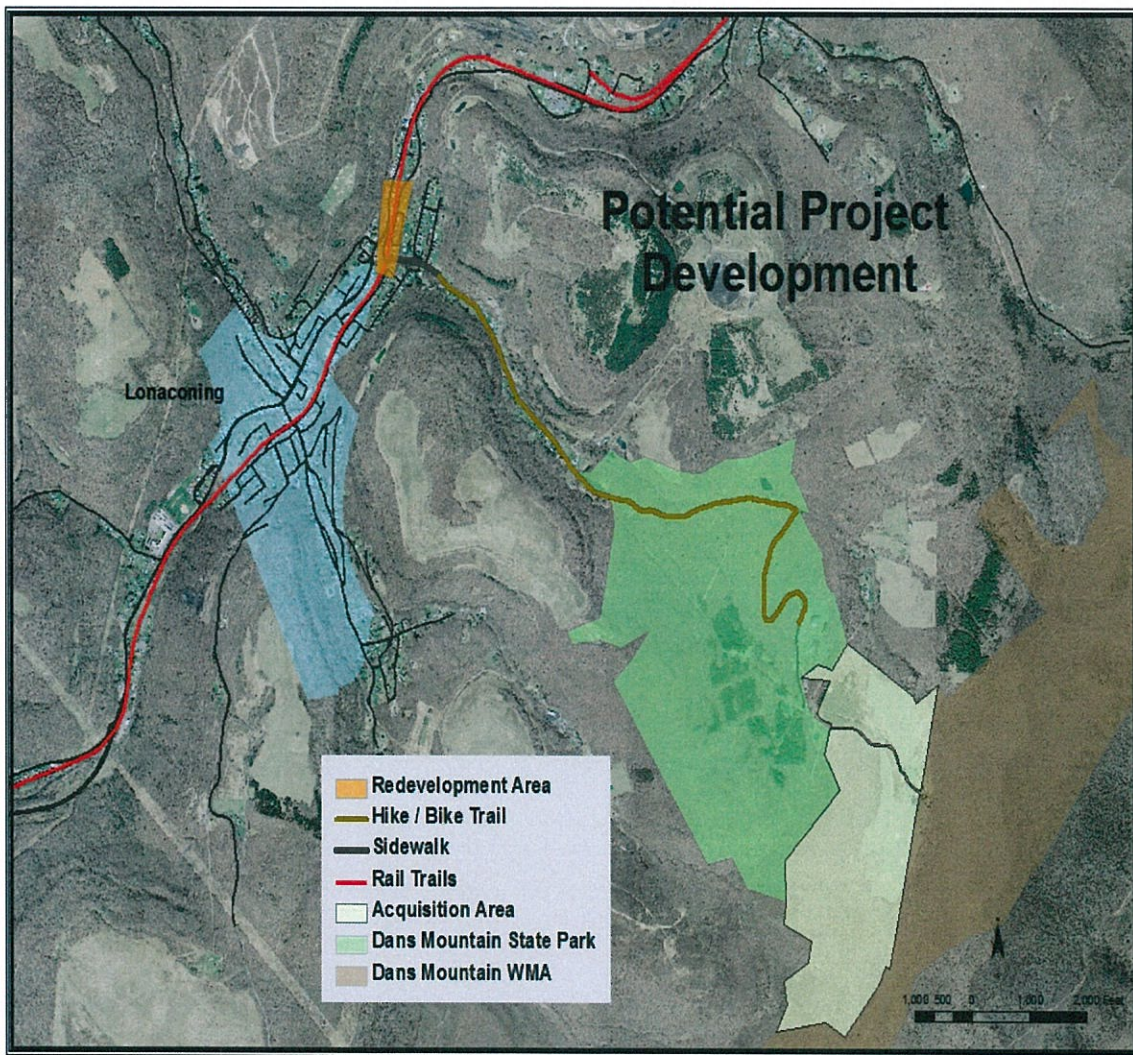 Potential Project
Development
Lonaconing
Redevelopment Area
Hike / Bike Trail
Sidewalk
Rail Trails
Acquisition Area
Dans Mountain State Park
Dans Mountain WMA
1,000 500 0 1,000 2,000 Feet